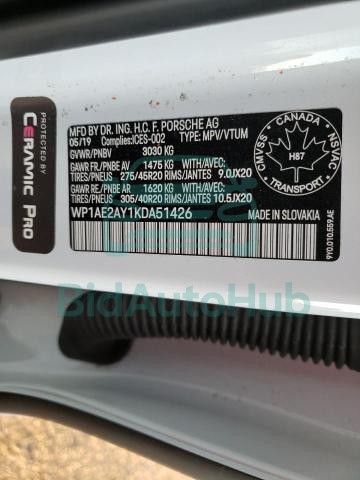 PROTECTED BY
CERAMIC PRO
MFD BY DR. ING. H.C. F. PORSCHE AG
05/19 Complies:ICES-002 TYPE: MPV/VTUM
GVWR/PNBV 3030 KG
GAWR FR./PNBE AV 1475 KG WITH/AVEC:
TIRES/PNEUS 275/45R20 RIMS/JANTES 9.0JX20
GAWR RE./PNBE AR 1620 KG WITH/AVEC:
TIRES/PNEUS 305/40R20 RIMS/JANTES 10.5JX20
WP1AE2AY1KDA51426 MADE IN SLOVAKIA
CANADA
CMVSS
NSVAC
H87
TRANSPORT
9Y0.010.559.AE
BidAutoHub